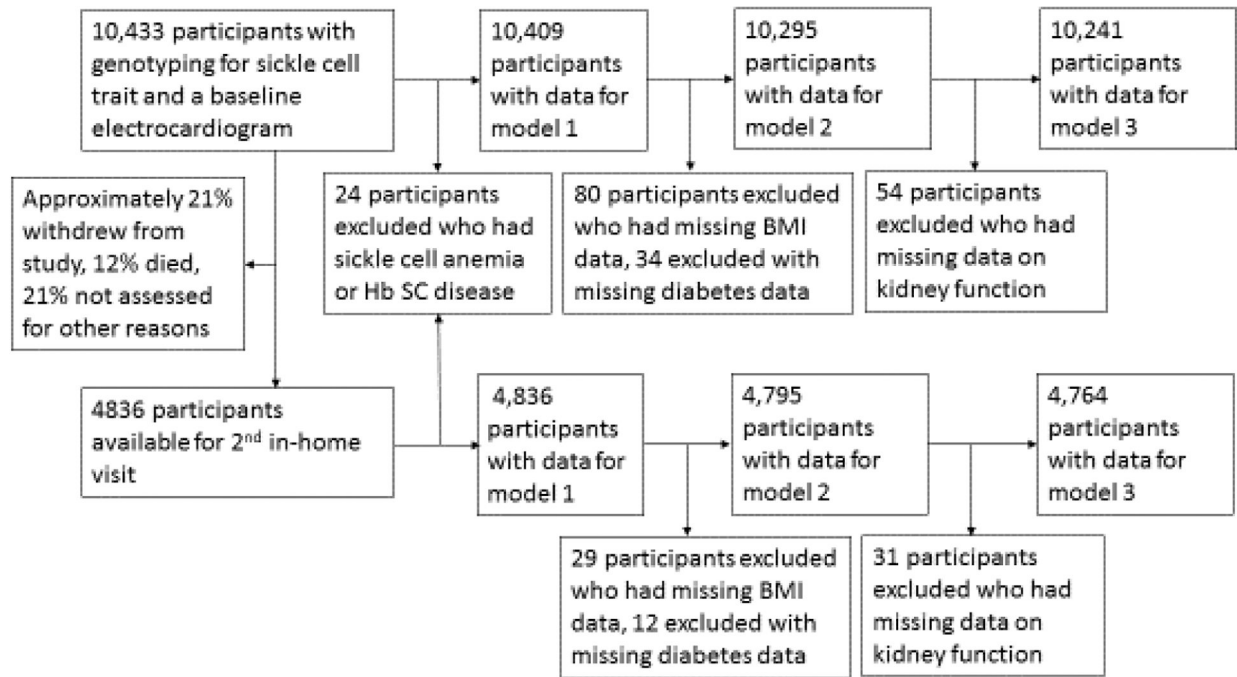 10,433 participants with
genotyping for sickle cell
trait and a baseline
electrocardiogram
10,409
participants
with data for
model 1
10,295
participants
with data for
model 2
10,241
participants
with data for
model 3
Approximately 21%
withdrew from
study, 12% died,
21% not assessed
for other reasons
24 participants
excluded who had
sickle cell anemia
or Hb SC disease
80 participants excluded
who had missing BMI
data, 34 excluded with
missing diabetes data
54 participants
excluded who had
missing data on
kidney function
4836 participants
available for 2nd in-home
visit
4,836
participants
with data for
model 1
4,795
participants
with data for
model 2
4,764
participants
with data for
model 3
29 participants excluded
who had missing BMI
data, 12 excluded with
missing diabetes data
31 participants
excluded who had
missing data on
kidney function